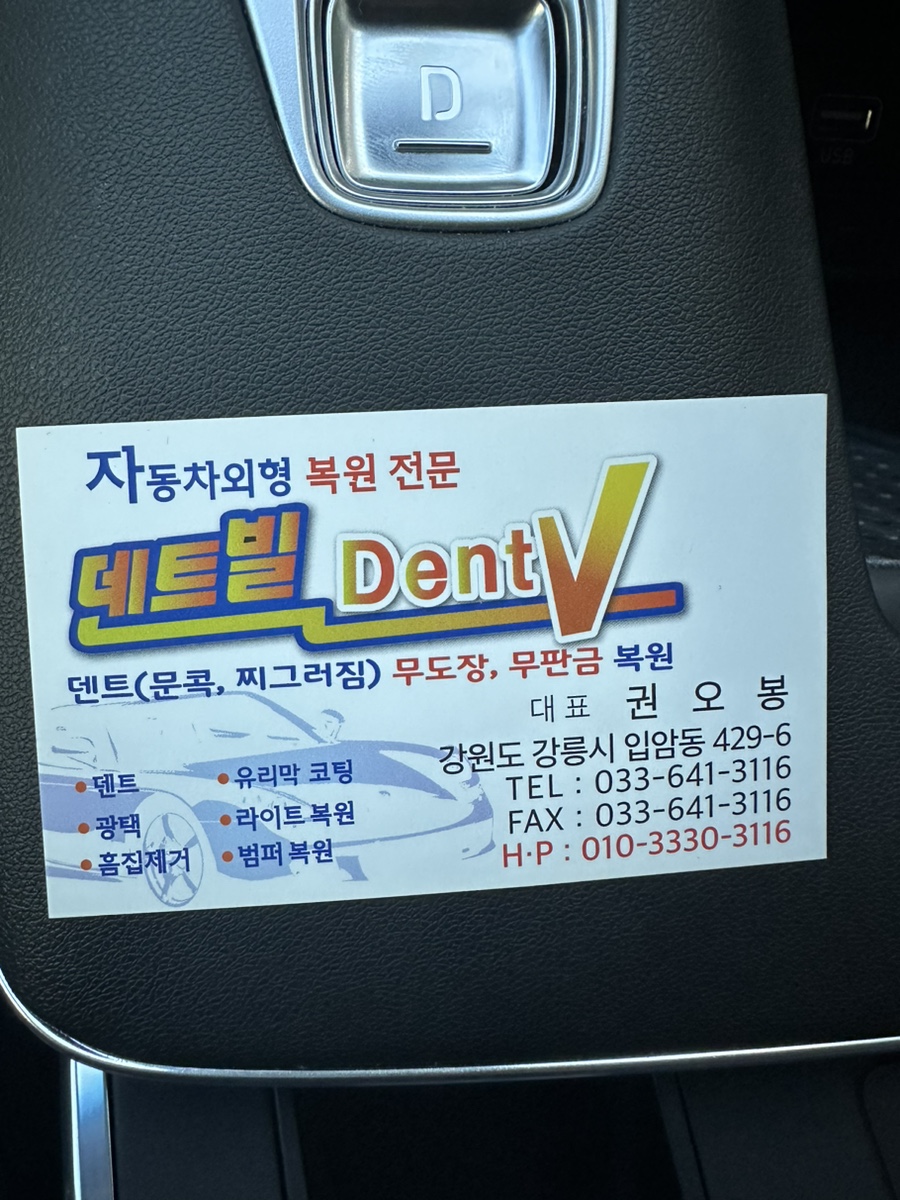 D
USB
자동차외형 복원 전문
덴트빌 DentV
덴트(문콕, 찌그러짐) 무도장, 무판금 복원
대표 권오봉
강원도 강릉시 입암동 429-6
TEL : 033-641-3116
FAX : 033-641-3116
H·P : 010-3330-3116
• 덴트
• 유리막 코팅
• 광택
• 라이트 복원
• 흠집제거
• 범퍼 복원